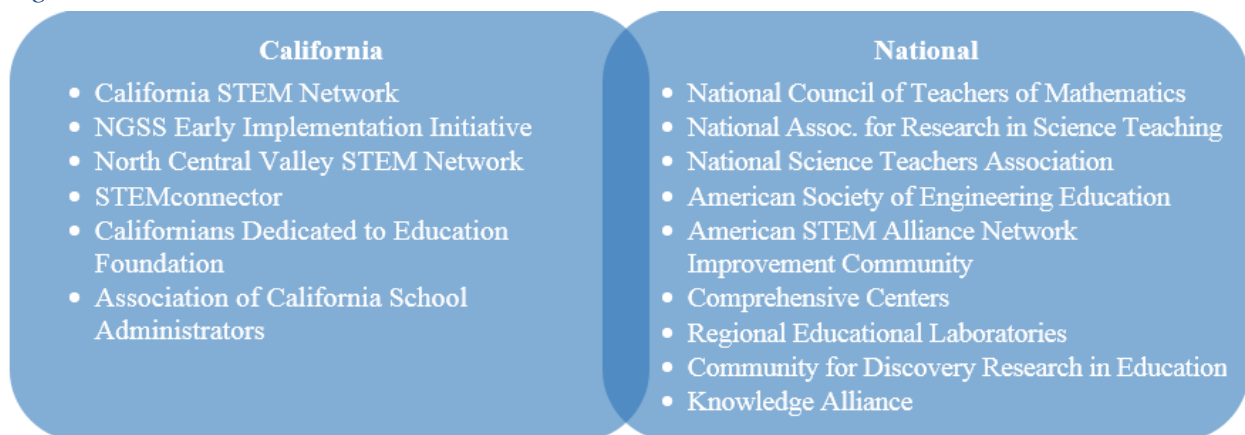 California
• California STEM Network
• NGSS Early Implementation Initiative
• North Central Valley STEM Network
• STEMconnector
• Californians Dedicated to Education
Foundation
• Association of California School
Administrators
National
• National Council of Teachers of Mathematics
• National Assoc. for Research in Science Teaching
• National Science Teachers Association
• American Society of Engineering Education
• American STEM Alliance Network
Improvement Community
• Comprehensive Centers
• Regional Educational Laboratories
• Community for Discovery Research in Education
• Knowledge Alliance